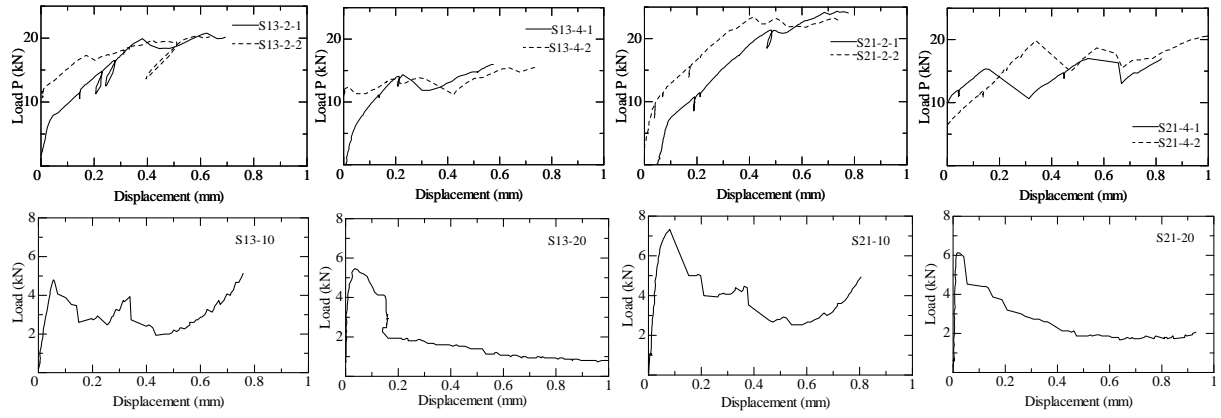 Load P (kN)
20
10
0 0.2 0.4 0.6 0.8 1
Displacement (mm)
S13-2-1
S13-2-2
Load P (kN)
20
10
0 0.2 0.4 0.6 0.8 1
Displacement (mm)
S13-4-1
S13-4-2
Load P (kN)
20
10
0 0.2 0.4 0.6 0.8 1
Displacement (mm)
S21-2-1
S21-2-2
Load P (kN)
20
10
0 0.2 0.4 0.6 0.8 1
Displacement (mm)
S21-4-1
S21-4-2
Load (kN)
8
6
4
2
0 0.2 0.4 0.6 0.8 1
Displacement (mm)
S13-10
Load (kN)
8
6
4
2
0 0.2 0.4 0.6 0.8 1
Displacement (mm)
S13-20
Load (kN)
8
6
4
2
0 0.2 0.4 0.6 0.8 1
Displacement (mm)
S21-10
Load (kN)
8
6
4
2
0 0.2 0.4 0.6 0.8 1
Displacement (mm)
S21-20